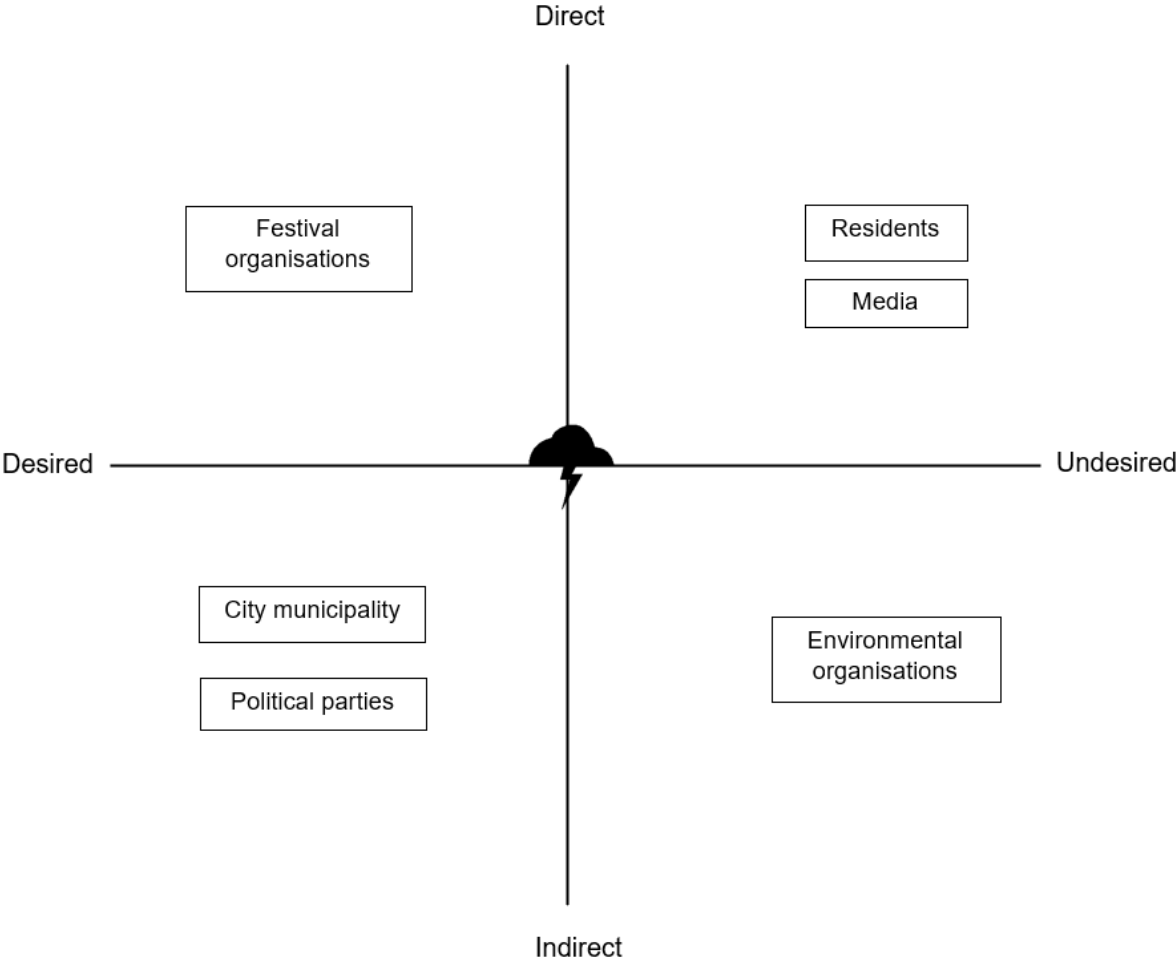 Direct
Festival
organisations
Residents
Media
Desired
Undesired
City municipality
Political parties
Environmental
organisations
Indirect